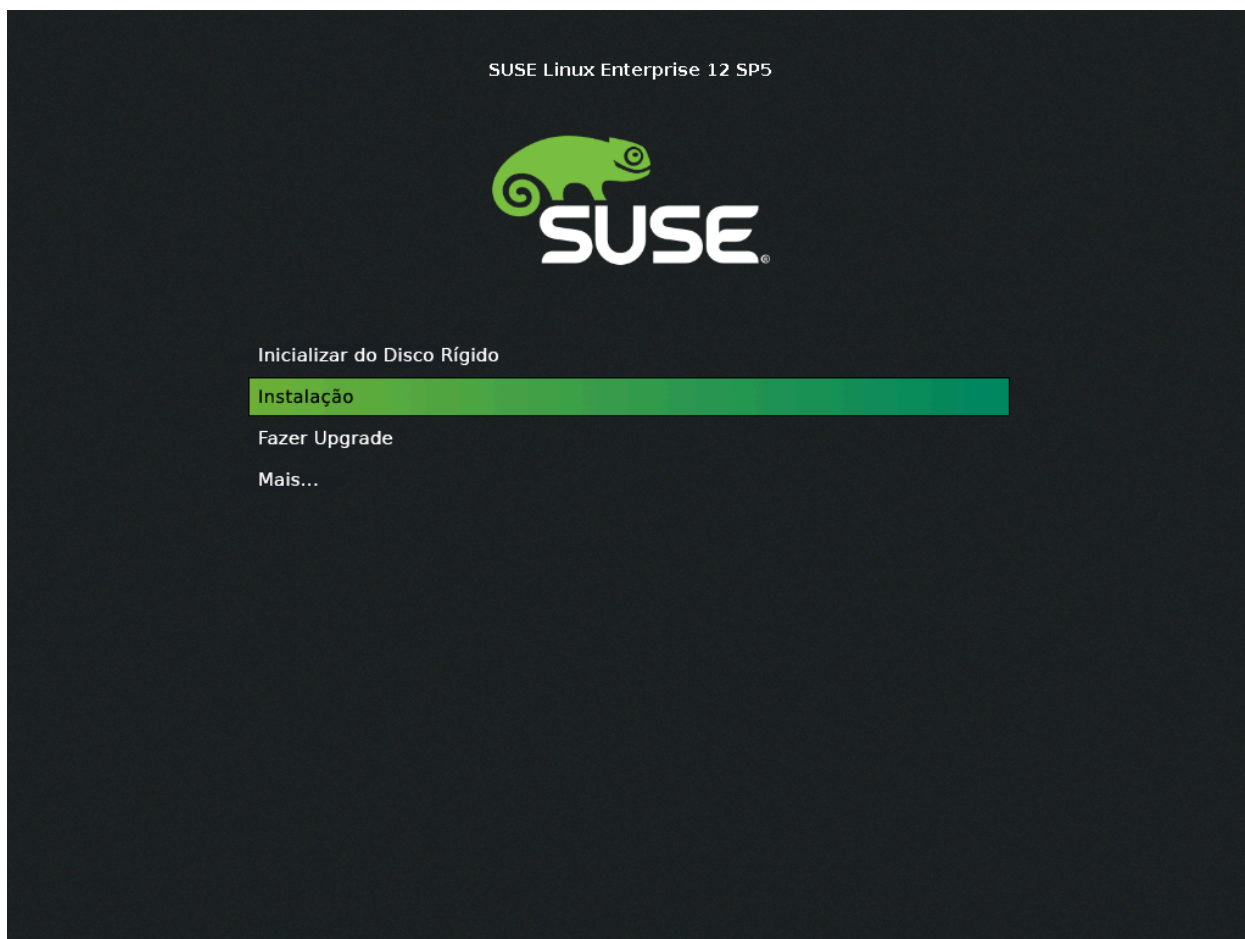 SUSE Linux Enterprise 12 SP5
SUSE®
Inicializar do Disco Rígido
Instalação
Fazer Upgrade
Mais...